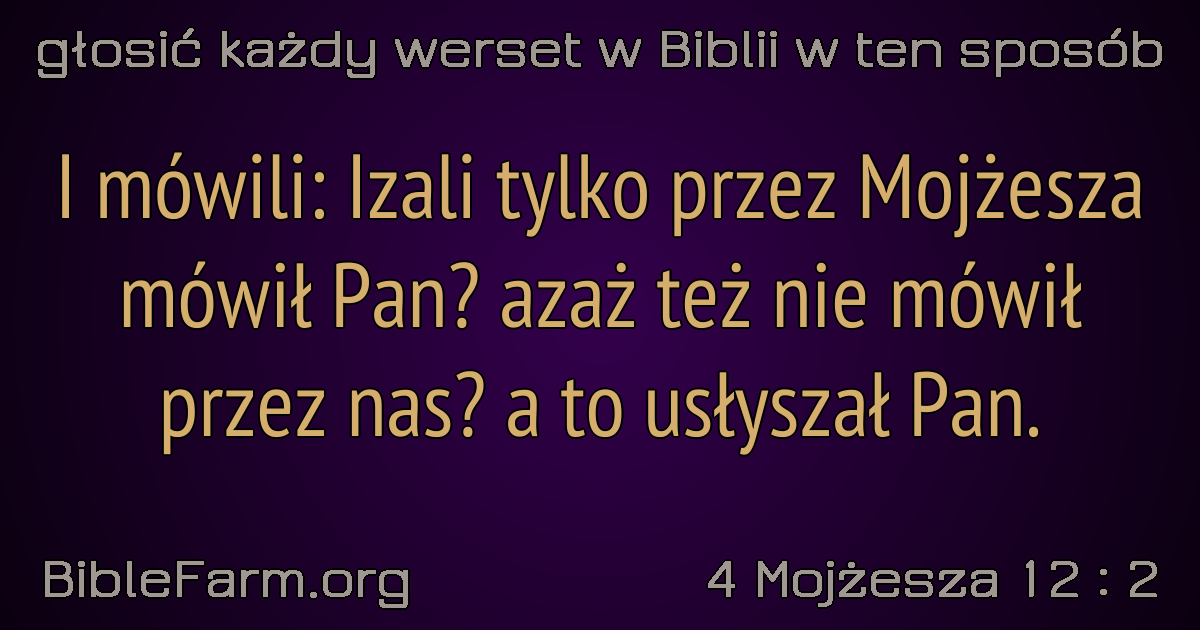 głosić każdy werset w Biblii w ten sposób
I mówili: Izali tylko przez Mojżesza
mówił Pan? azaż też nie mówił
przez nas? a to usłyszał Pan.
BibleFarm.org
4 Mojżesza 12 : 2